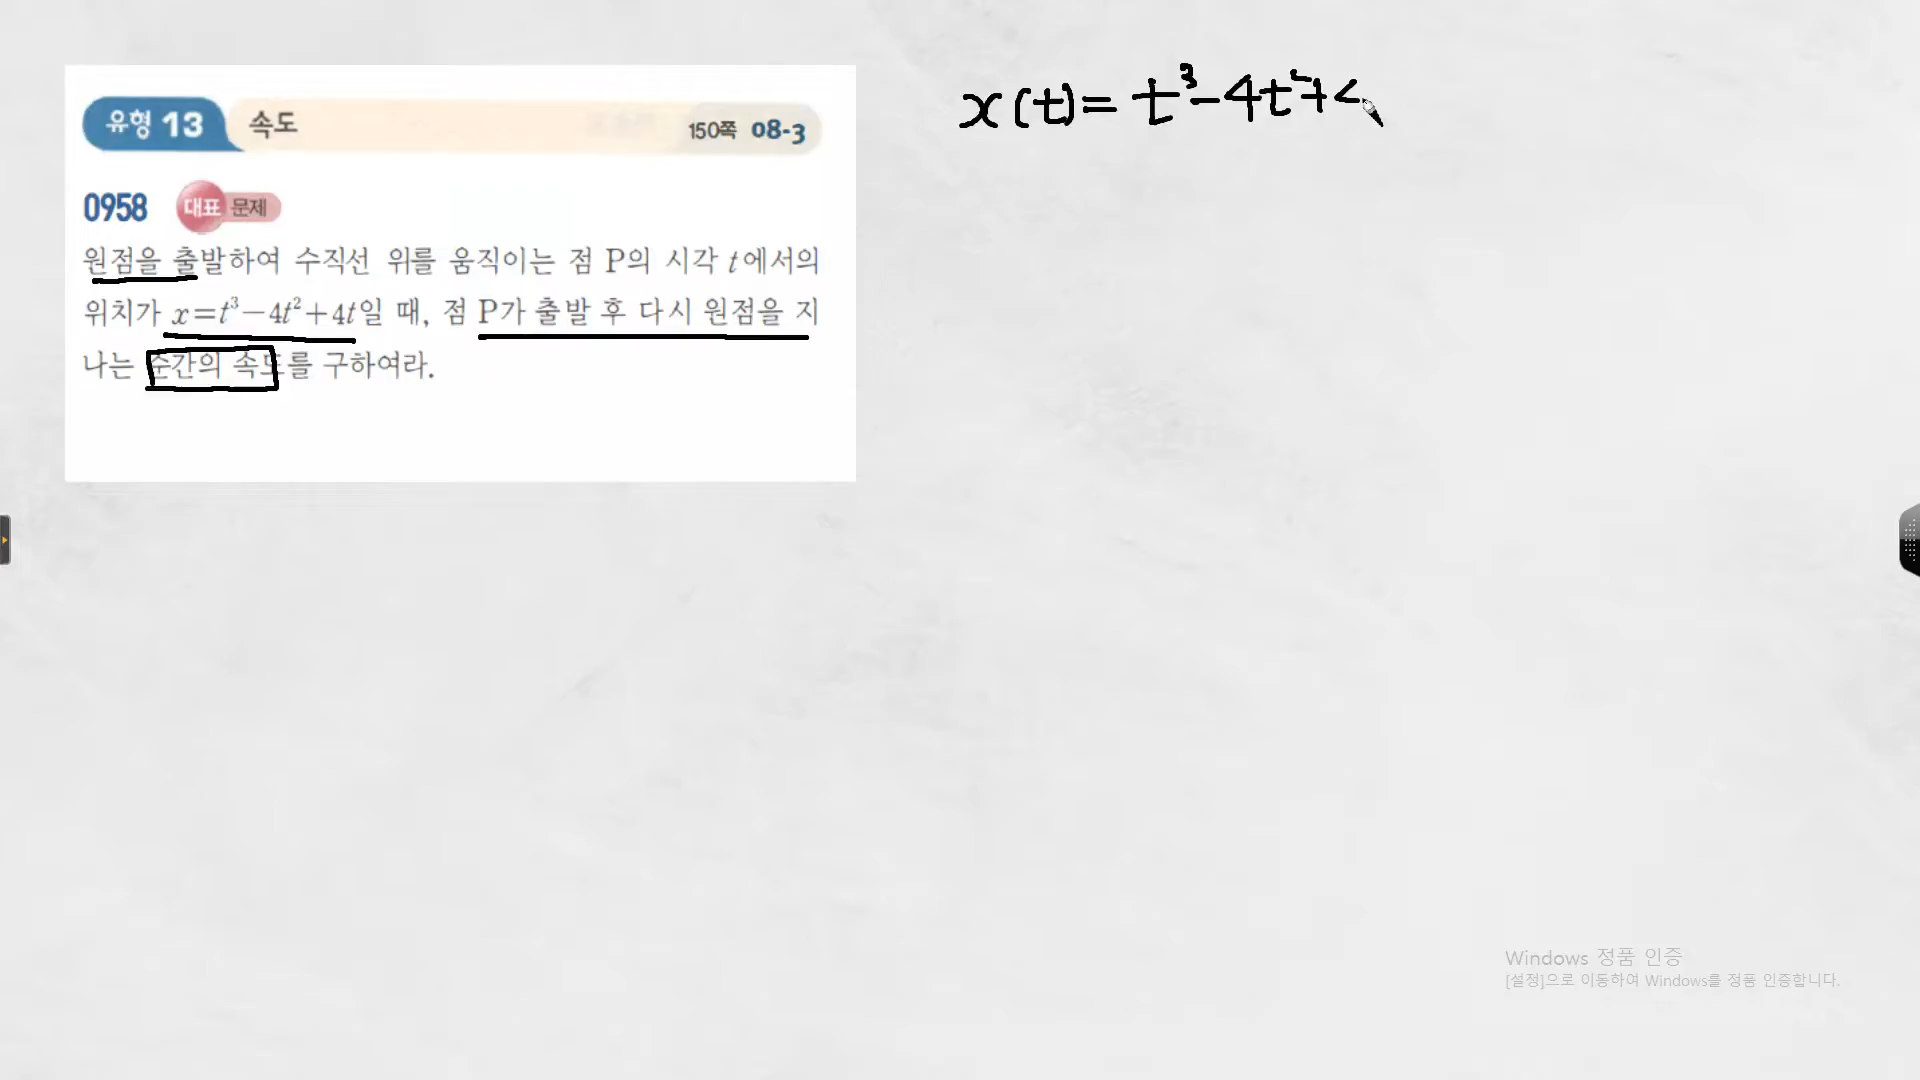 유형 13 속도 150쪽 08-3
0958 대표 문제
원점을 출발하여 수직선 위를 움직이는 점 P의 시각 t에서의
위치가 x=t³-4t²+4t일 때, 점 P가 출발 후 다시 원점을 지
나는 순간의 속도를 구하여라.
x(t)= t³-4t²+
Windows 정품 인증
[설정]으로 이동하여 Windows를 정품 인증합니다.